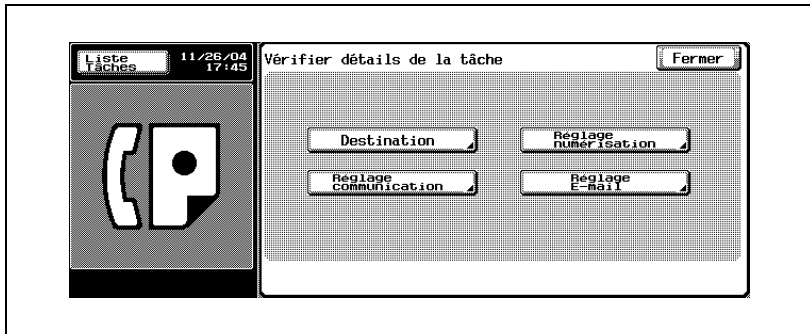 Liste
Tâches
11/26/04
17:45
Vérifier détails de la tâche
Fermer
Destination
Réglage
numérisation
Réglage
communication
Réglage
E-mail